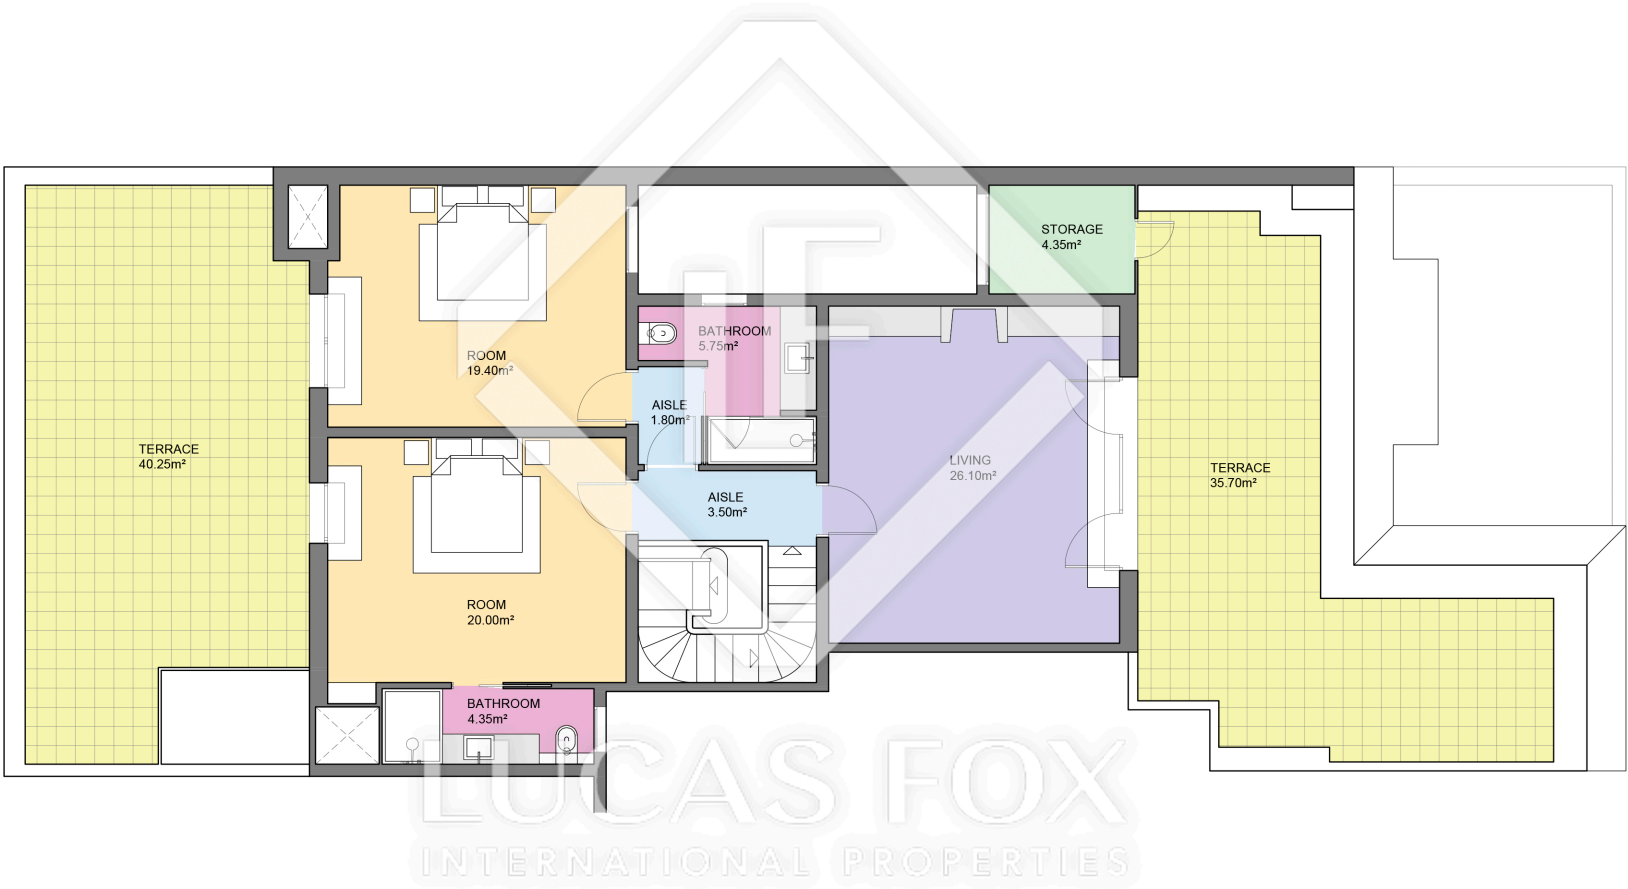 STORAGE
4.35m²
BATHROOM
5.75m²
ROOM
19.40m²
AISLE
1.80m²
TERRACE
40.25m²
LIVING
26.10m²
TERRACE
35.70m²
AISLE
3.50m²
ROOM
20.00m²
BATHROOM
4.35m²
LF
LUCAS FOX
INTERNATIONAL PROPERTIES